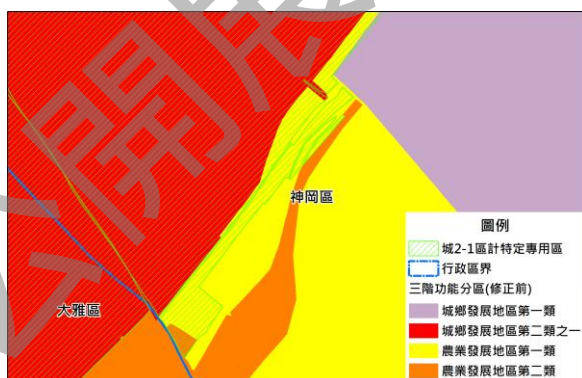 公開展
神岡區
大雅區
圖例
城2-1區計特定專用區
行政區界
三階功能分區(修正前)
城鄉發展地區第一類
城鄉發展地區第二類之一
農業發展地區第一類
農業發展地區第二類